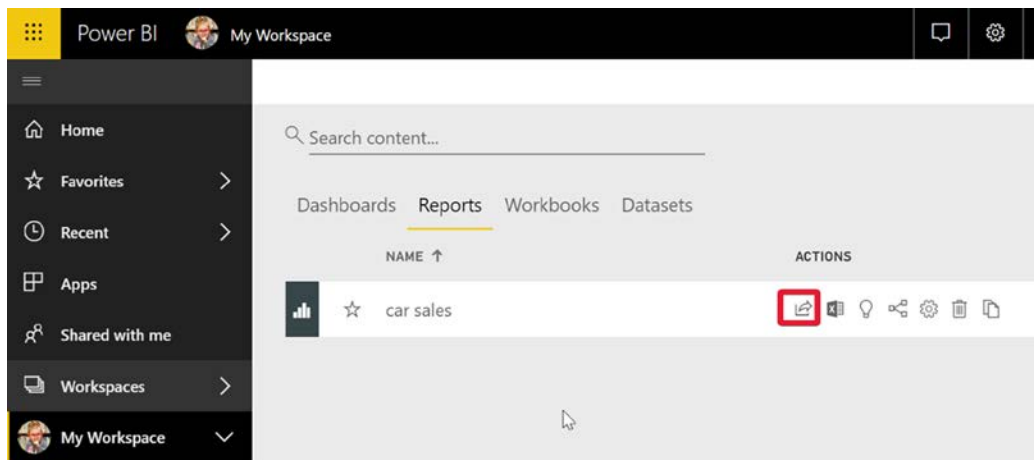 Power BI My Workspace
Home
Favorites
Recent
Apps
Shared with me
Workspaces
My Workspace
Search content...
Dashboards Reports Workbooks Datasets
NAME ↑ ACTIONS
car sales